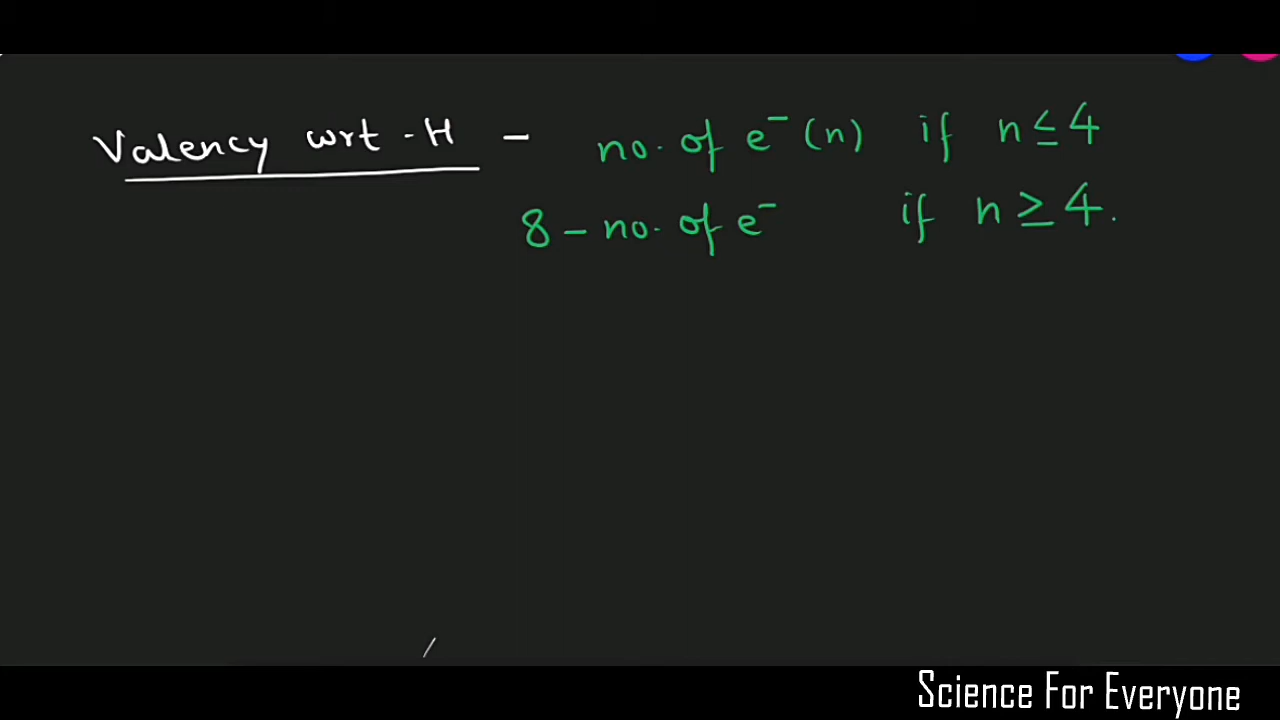 Valency wrt - H - no. of e⁻ (n) if n ≤ 4
8 - no. of e⁻ if n ≥ 4.
Science For Everyone